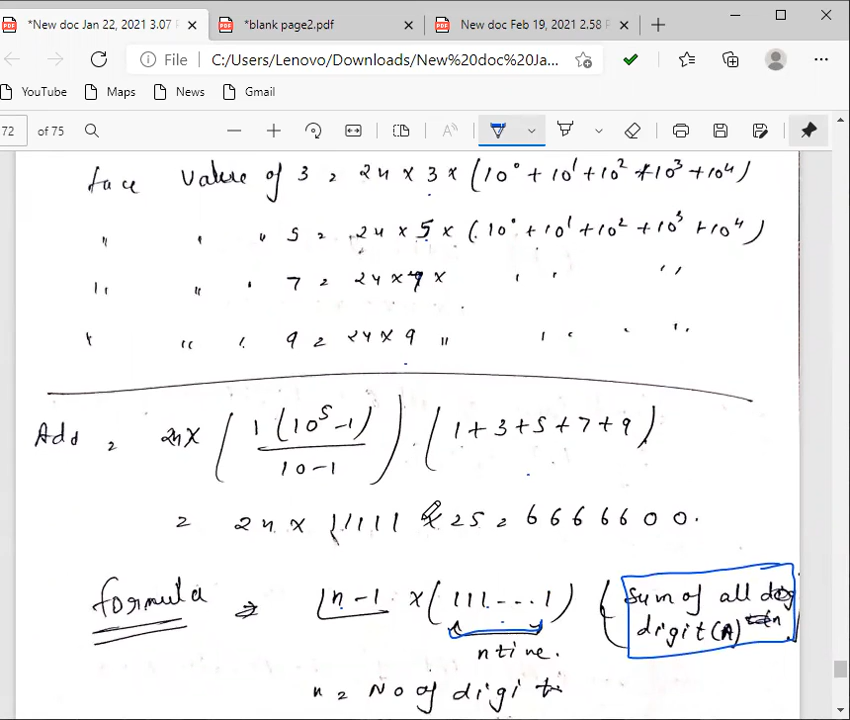 *New doc Jan 22, 2021 3.07 *blank page2.pdf New doc Feb 19, 2021 2.58
File C:/Users/Lenovo/Downloads/New%20doc%20Ja...
YouTube Maps News Gmail
72 of 75
face value of 3 = 24 × 3 × (10⁰ + 10¹ + 10² + 10³ + 10⁴)
" " " 5 = 24 × 5 × (10⁰ + 10¹ + 10² + 10³ + 10⁴)
" " " 7 = 24 × 7 × " " "
" " " 9 = 24 × 9 " " " " "
Add = 24 × (1(10⁵-1)/10-1) · (1+3+5+7+9)
= 24 × 11111 × 25 = 6666600.
formula ⇒ |n-1 × (111---1) (Sum of all
digit(A)
n time.
n = No of digit